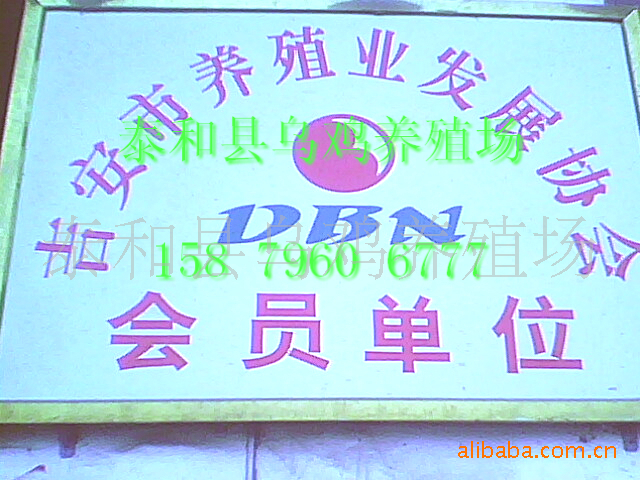 吉安市养殖业发展协会
泰和县乌鸡养殖场
DBN
泰和县乌鸡养殖场
158 7960 6777
会员单位
alibaba.com.cn